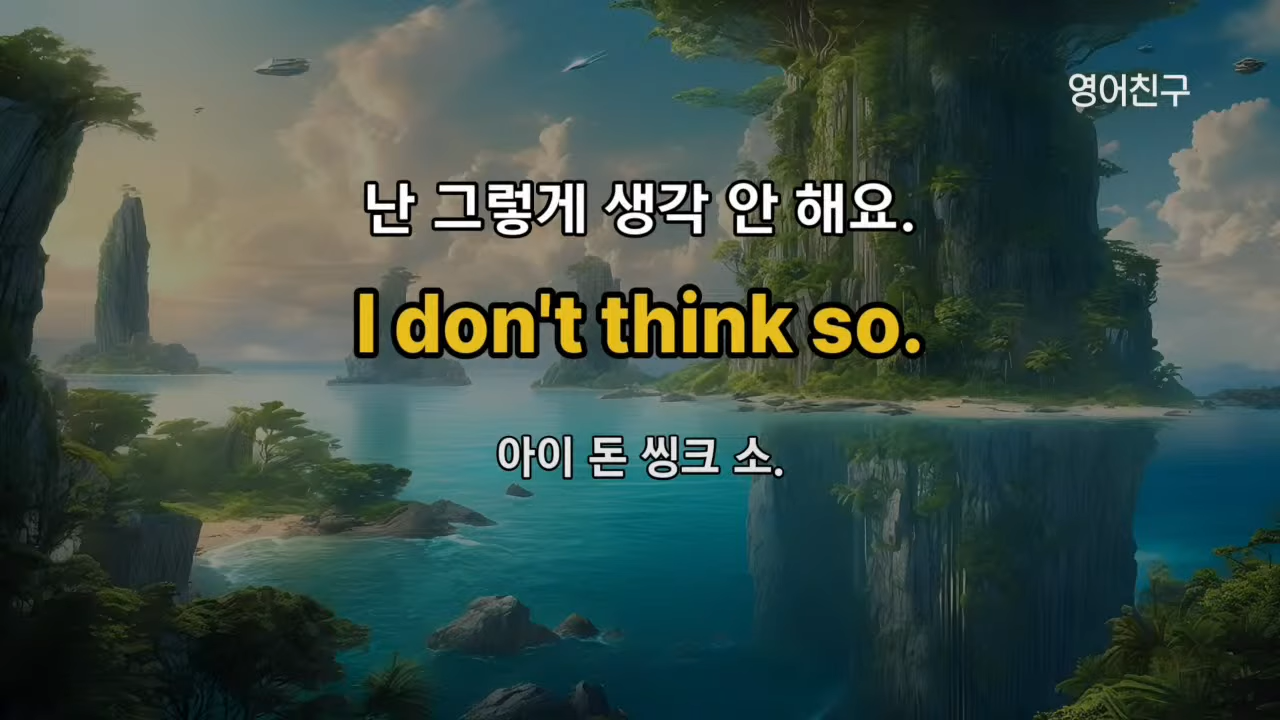 영어친구
난 그렇게 생각 안 해요.
I don't think so.
아이 돈 씽크 소.